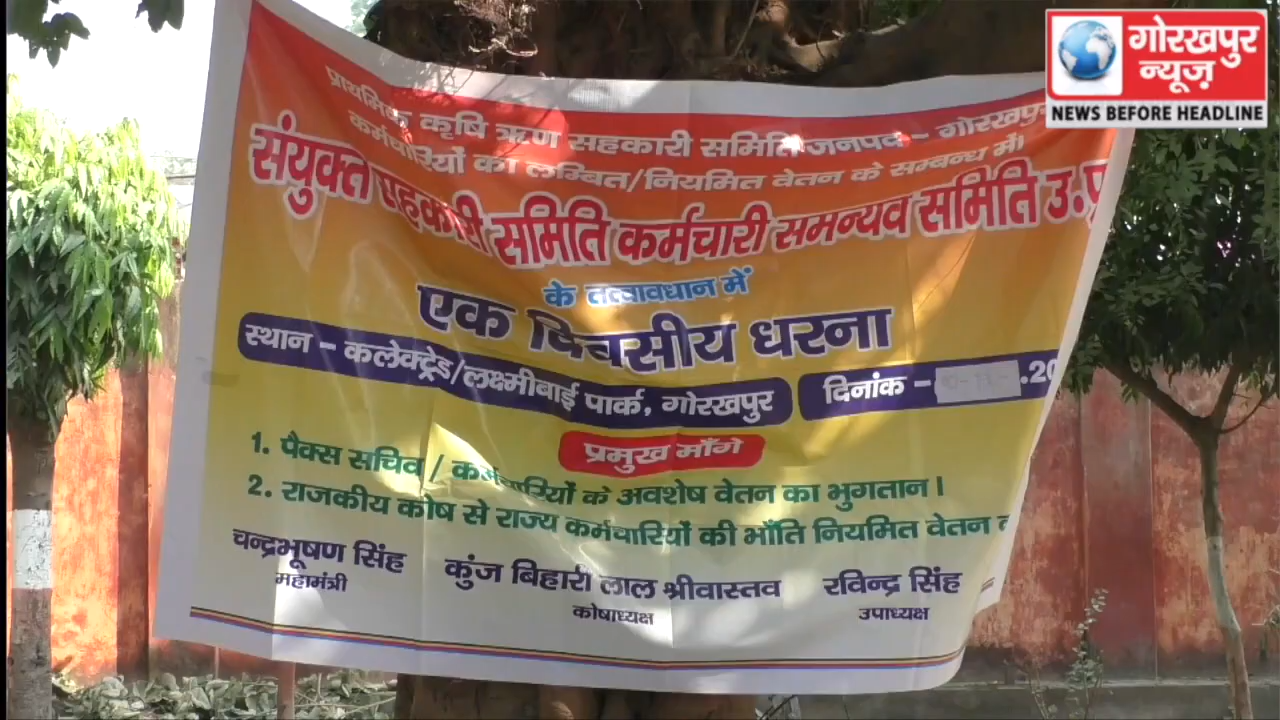 गोरखपुर
न्यूज़
NEWS BEFORE HEADLINE
प्राथमिक कृषि ऋण सहकारी समिति जनपद - गोरखपुर
कर्मचारियों का लम्बित/नियमित वेतन के सम्बन्ध में।
संयुक्त सहकारी समिति कर्मचारी समन्यव समिति उ.प्र
के तत्वावधान में
एक दिवसीय धरना
स्थान - कलेक्ट्रेड/लक्ष्मीबाई पार्क, गोरखपुर
दिनांक - .20
प्रमुख माँगे
1. पैक्स सचिव / कर्मचारियों के अवशेष वेतन का भुगतान।
2. राजकीय कोष से राज्य कर्मचारियों की भाँति नियमित वेतन
चन्द्रभूषण सिंह कुंज बिहारी लाल श्रीवास्तव रविन्द्र सिंह
महामंत्री कोषाध्यक्ष उपाध्यक्ष